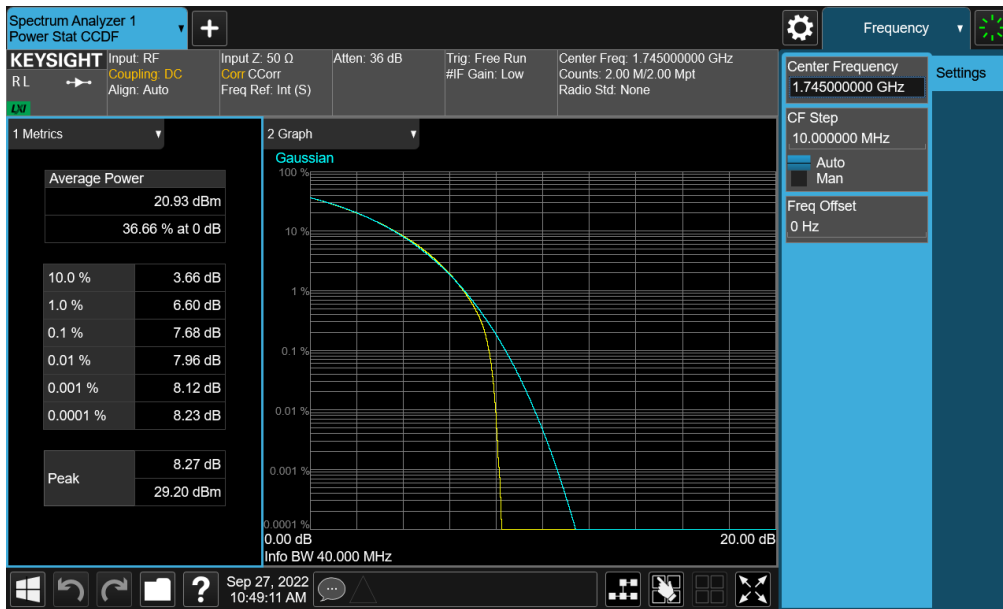 Spectrum Analyzer 1
Power Stat CCDF
Frequency
KEYSIGHT
R L
LXI
Input: RF
Coupling: DC
Align: Auto
Input Z: 50 Ω
Corr CCorr
Freq Ref: Int (S)
Atten: 36 dB
Trig: Free Run
#IF Gain: Low
Center Freq: 1.745000000 GHz
Counts: 2.00 M/2.00 Mpt
Radio Std: None
Center Frequency
1.745000000 GHz
Settings
CF Step
10.000000 MHz
Auto
Man
Freq Offset
0 Hz
1 Metrics
Average Power
20.93 dBm
36.66 % at 0 dB
10.0 % 3.66 dB
1.0 % 6.60 dB
0.1 % 7.68 dB
0.01 % 7.96 dB
0.001 % 8.12 dB
0.0001 % 8.23 dB
Peak
8.27 dB
29.20 dBm
2 Graph
Gaussian
100 %
10 %
1 %
0.1 %
0.01 %
0.001 %
0.0001 %
0.00 dB 20.00 dB
Info BW 40.000 MHz
?
Sep 27, 2022
10:49:11 AM